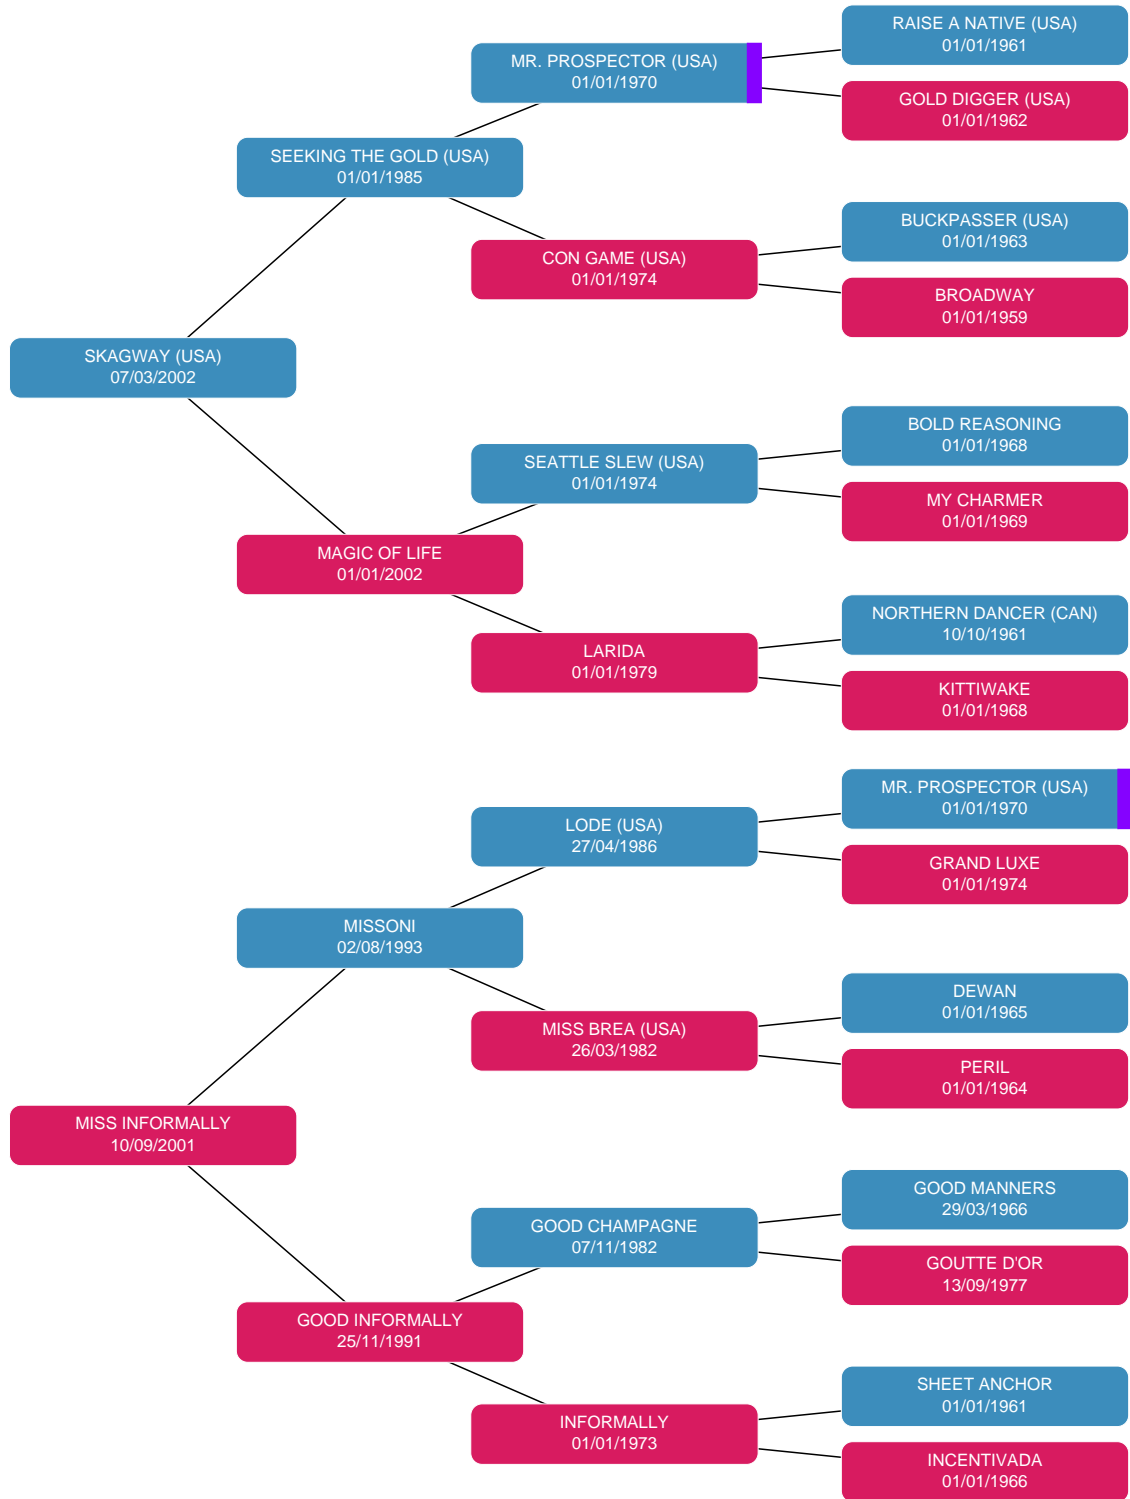 RAISE A NATIVE (USA)
01/01/1961
MR. PROSPECTOR (USA)
01/01/1970
GOLD DIGGER (USA)
01/01/1962
SEEKING THE GOLD (USA)
01/01/1985
BUCKPASSER (USA)
01/01/1963
CON GAME (USA)
01/01/1974
BROADWAY
01/01/1959
SKAGWAY (USA)
07/03/2002
BOLD REASONING
01/01/1968
SEATTLE SLEW (USA)
01/01/1974
MY CHARMER
01/01/1969
MAGIC OF LIFE
01/01/2002
NORTHERN DANCER (CAN)
10/10/1961
LARIDA
01/01/1979
KITTIWAKE
01/01/1968
MR. PROSPECTOR (USA)
01/01/1970
LODE (USA)
27/04/1986
GRAND LUXE
01/01/1974
MISSONI
02/08/1993
DEWAN
01/01/1965
MISS BREA (USA)
26/03/1982
PERIL
01/01/1964
MISS INFORMALLY
10/09/2001
GOOD MANNERS
29/03/1966
GOOD CHAMPAGNE
07/11/1982
GOUTTE D'OR
13/09/1977
GOOD INFORMALLY
25/11/1991
SHEET ANCHOR
01/01/1961
INFORMALLY
01/01/1973
INCENTIVADA
01/01/1966